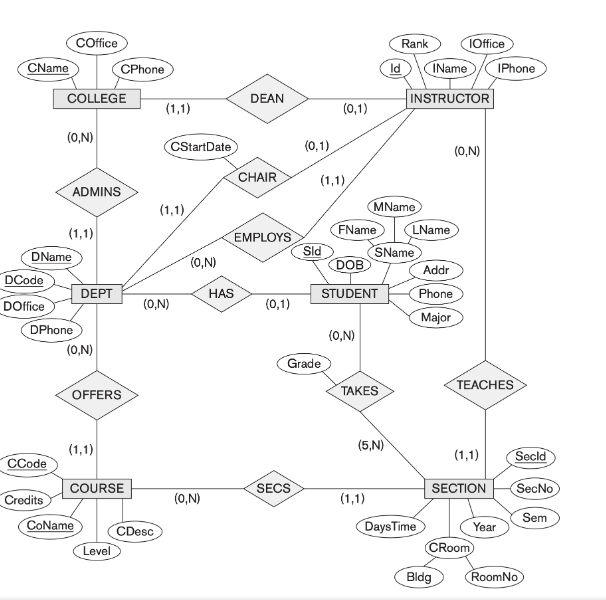 COffice
CName
CPhone
COLLEGE
(1,1)
DEAN
(0,1)
Rank
IOffice
Id
IName
IPhone
INSTRUCTOR
(0,N)
CStartDate
(0,1)
(0,N)
CHAIR
(1,1)
ADMINS
(1,1)
MName
(1,1)
FName
LName
EMPLOYS
SId
SName
DName
(0,N)
DOB
Addr
DCode
DEPT
HAS
STUDENT
Phone
(0,N)
(0,1)
DOffice
Major
DPhone
(0,N)
(0,N)
Grade
OFFERS
TAKES
TEACHES
(1,1)
(5,N)
(1,1)
SecId
CCode
COURSE
SECS
SECTION
SecNo
Credits
(0,N)
(1,1)
CoName
CDesc
DaysTime
Year
Sem
Level
CRoom
Bldg
RoomNo